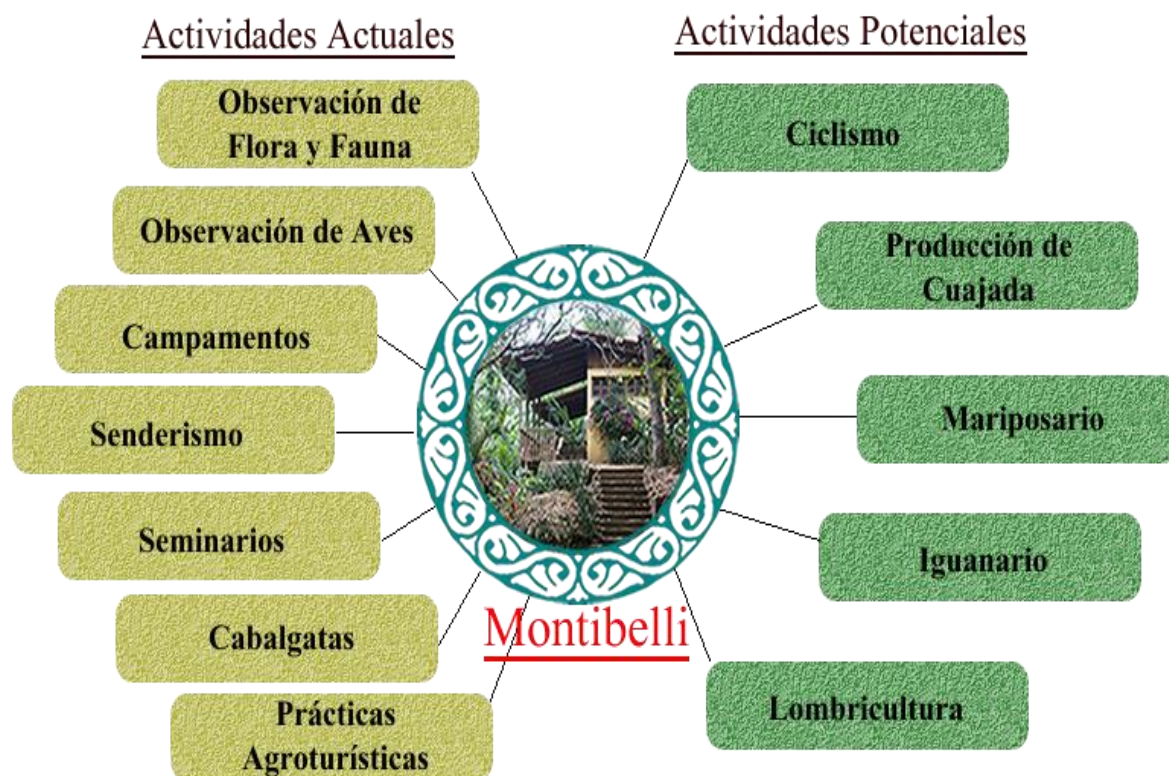 Actividades Actuales
Observación de
Flora y Fauna
Observación de Aves
Campamentos
Senderismo
Seminarios
Cabalgatas
Prácticas
Agroturísticas
Montibelli
Actividades Potenciales
Ciclismo
Producción de
Cuajada
Mariposario
Iguanario
Lombricultura